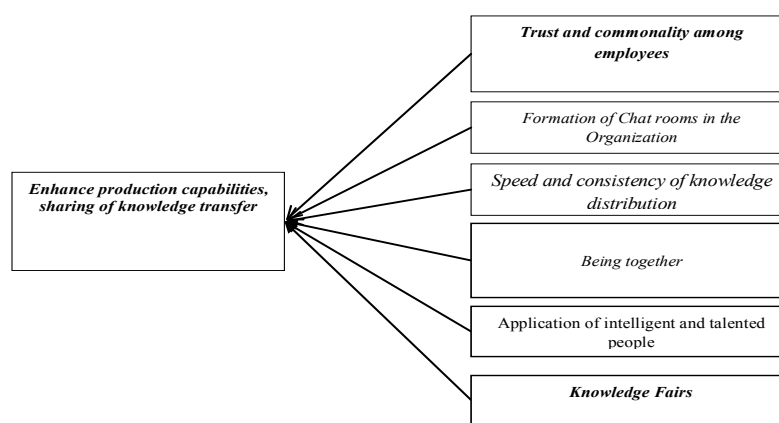 Trust and commonality among
employees
Formation of Chat rooms in the
Organization
Enhance production capabilities,
sharing of knowledge transfer
Speed and consistency of knowledge
distribution
Being together
Application of intelligent and talented
people
Knowledge Fairs